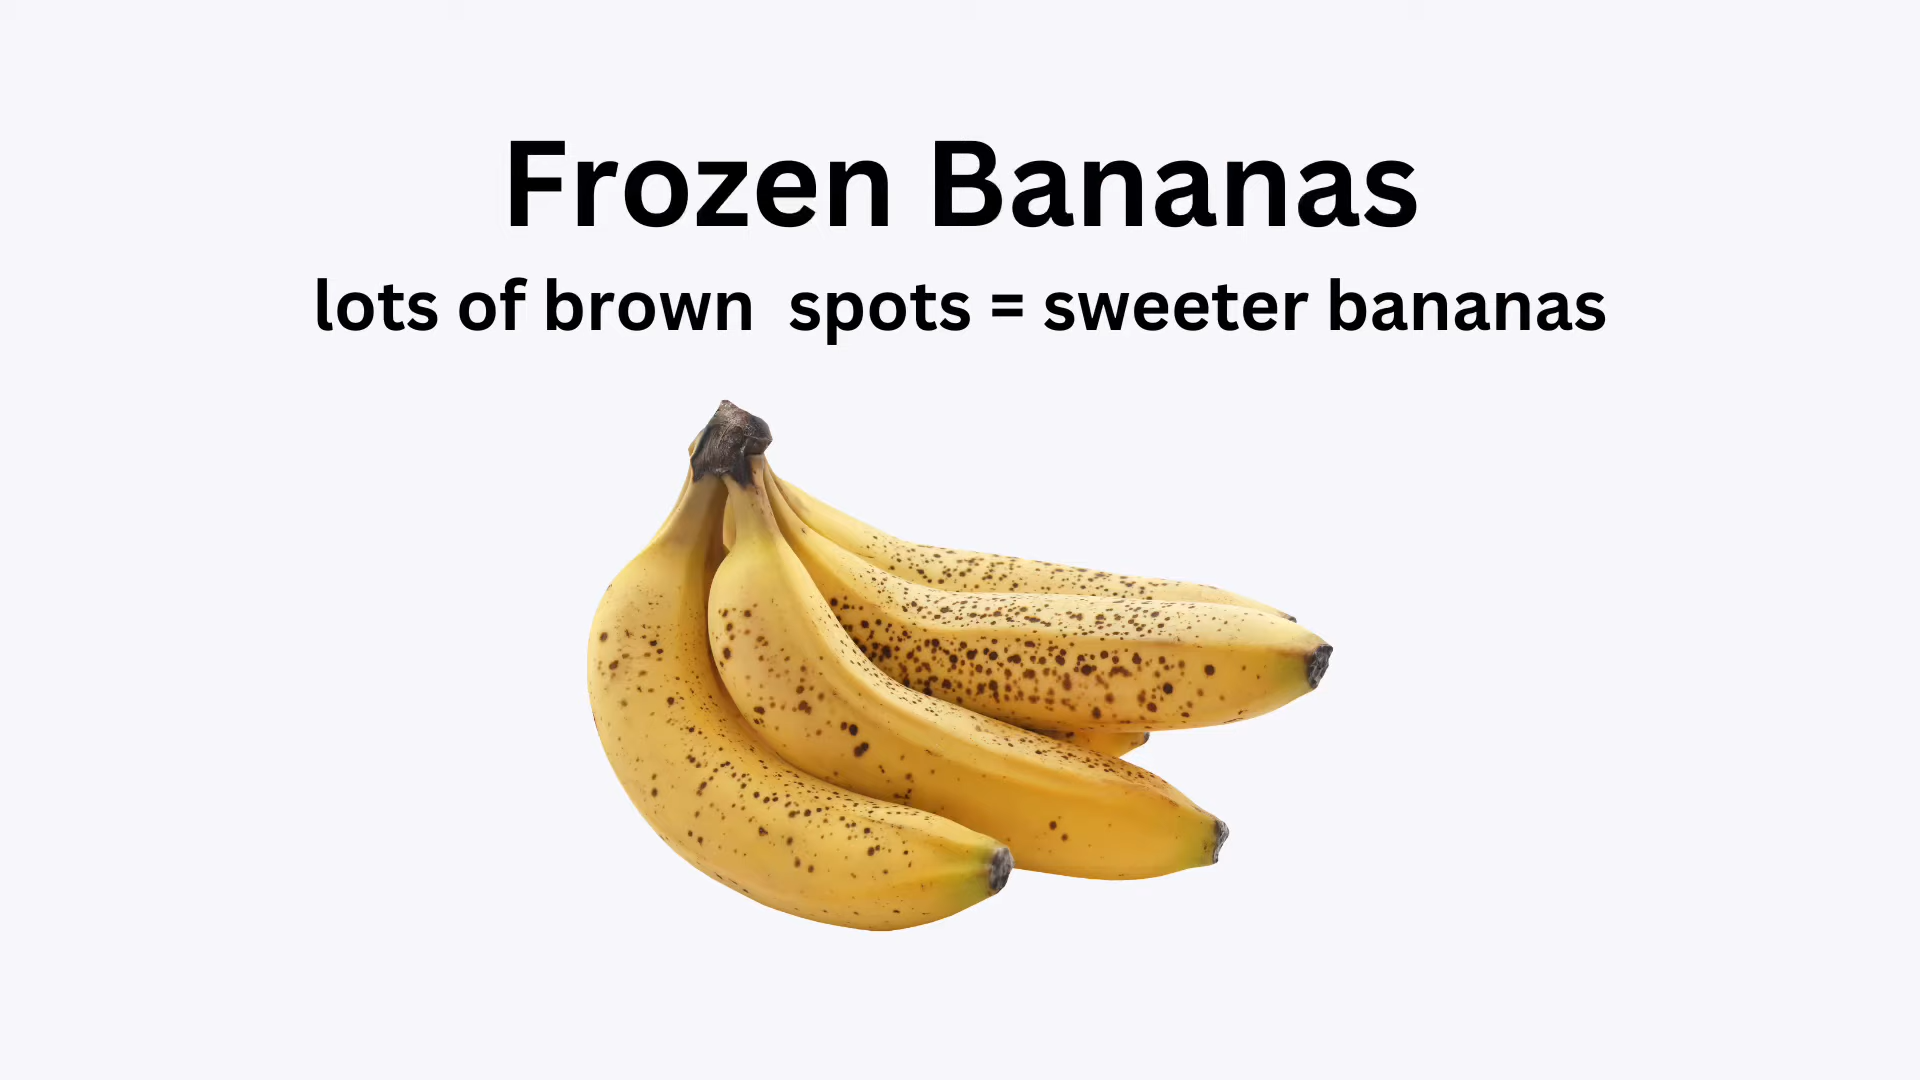 Frozen Bananas
lots of brown  spots = sweeter bananas